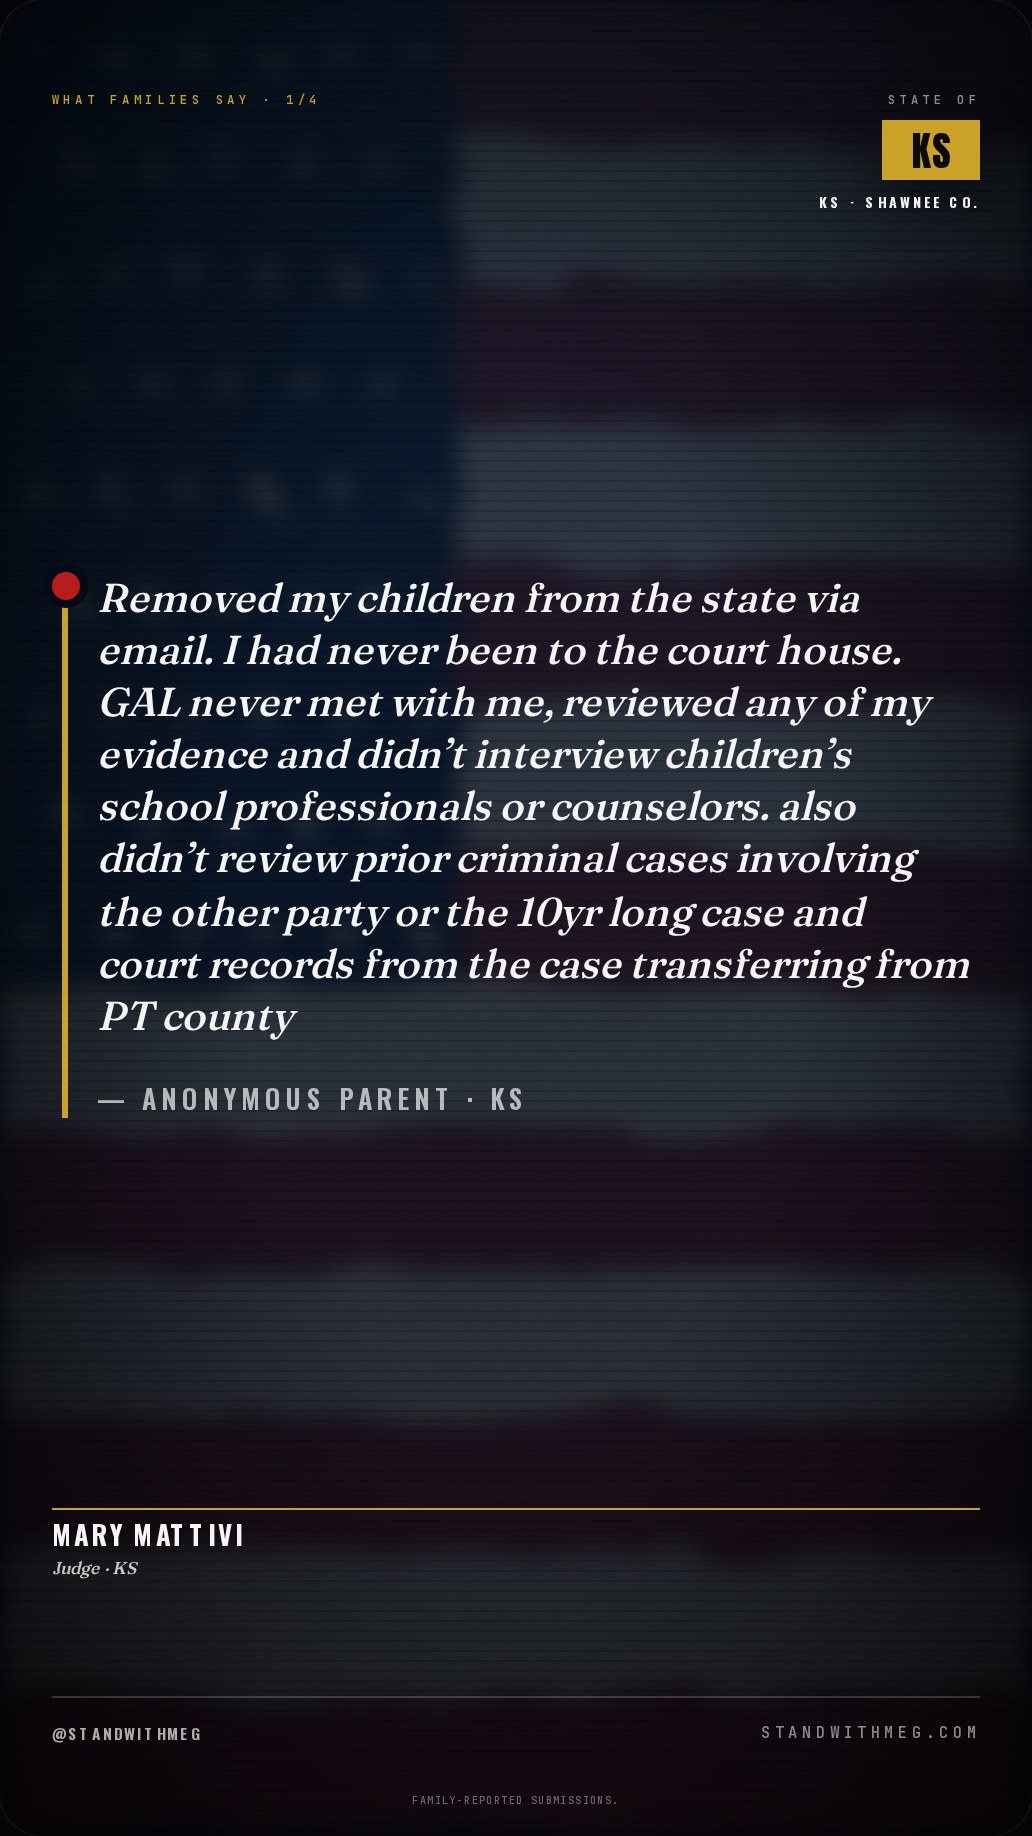 WHAT FAMILIES SAY · 1/4
STATE OF
KS
KS · SHAWNEE CO.
Removed my children from the state via
email. I had never been to the court house.
GAL never met with me, reviewed any of my
evidence and didn’t interview children’s
school professionals or counselors. also
didn’t review prior criminal cases involving
the other party or the 10yr long case and
court records from the case transferring from
PT county
— ANONYMOUS PARENT · KS
MARY MATTIVI
Judge · KS
@STANDWITHMEG
STANDWITHMEG.COM
FAMILY-REPORTED SUBMISSIONS.